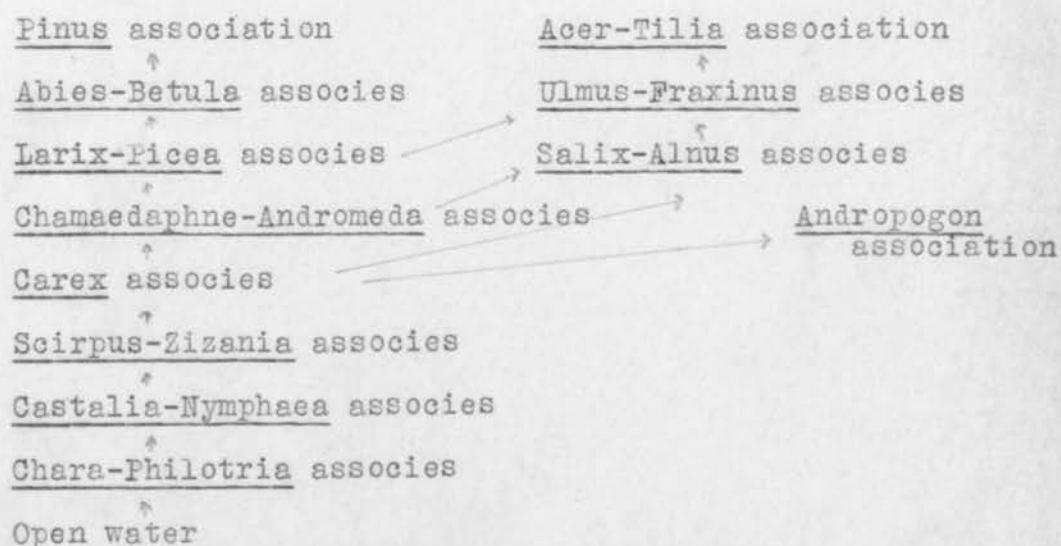 Pinus association
Acer-Tilia association
Abies-Betula associes
Ulmus-Fraxinus associes
Larix-Picea associes
Salix-Alnus associes
Chamaedaphne-Andromeda associes
Andropogon
association
Carex associes
Scirpus-Zizania associes
Castalia-Nymphaea associes
Chara-Philotria associes
Open water